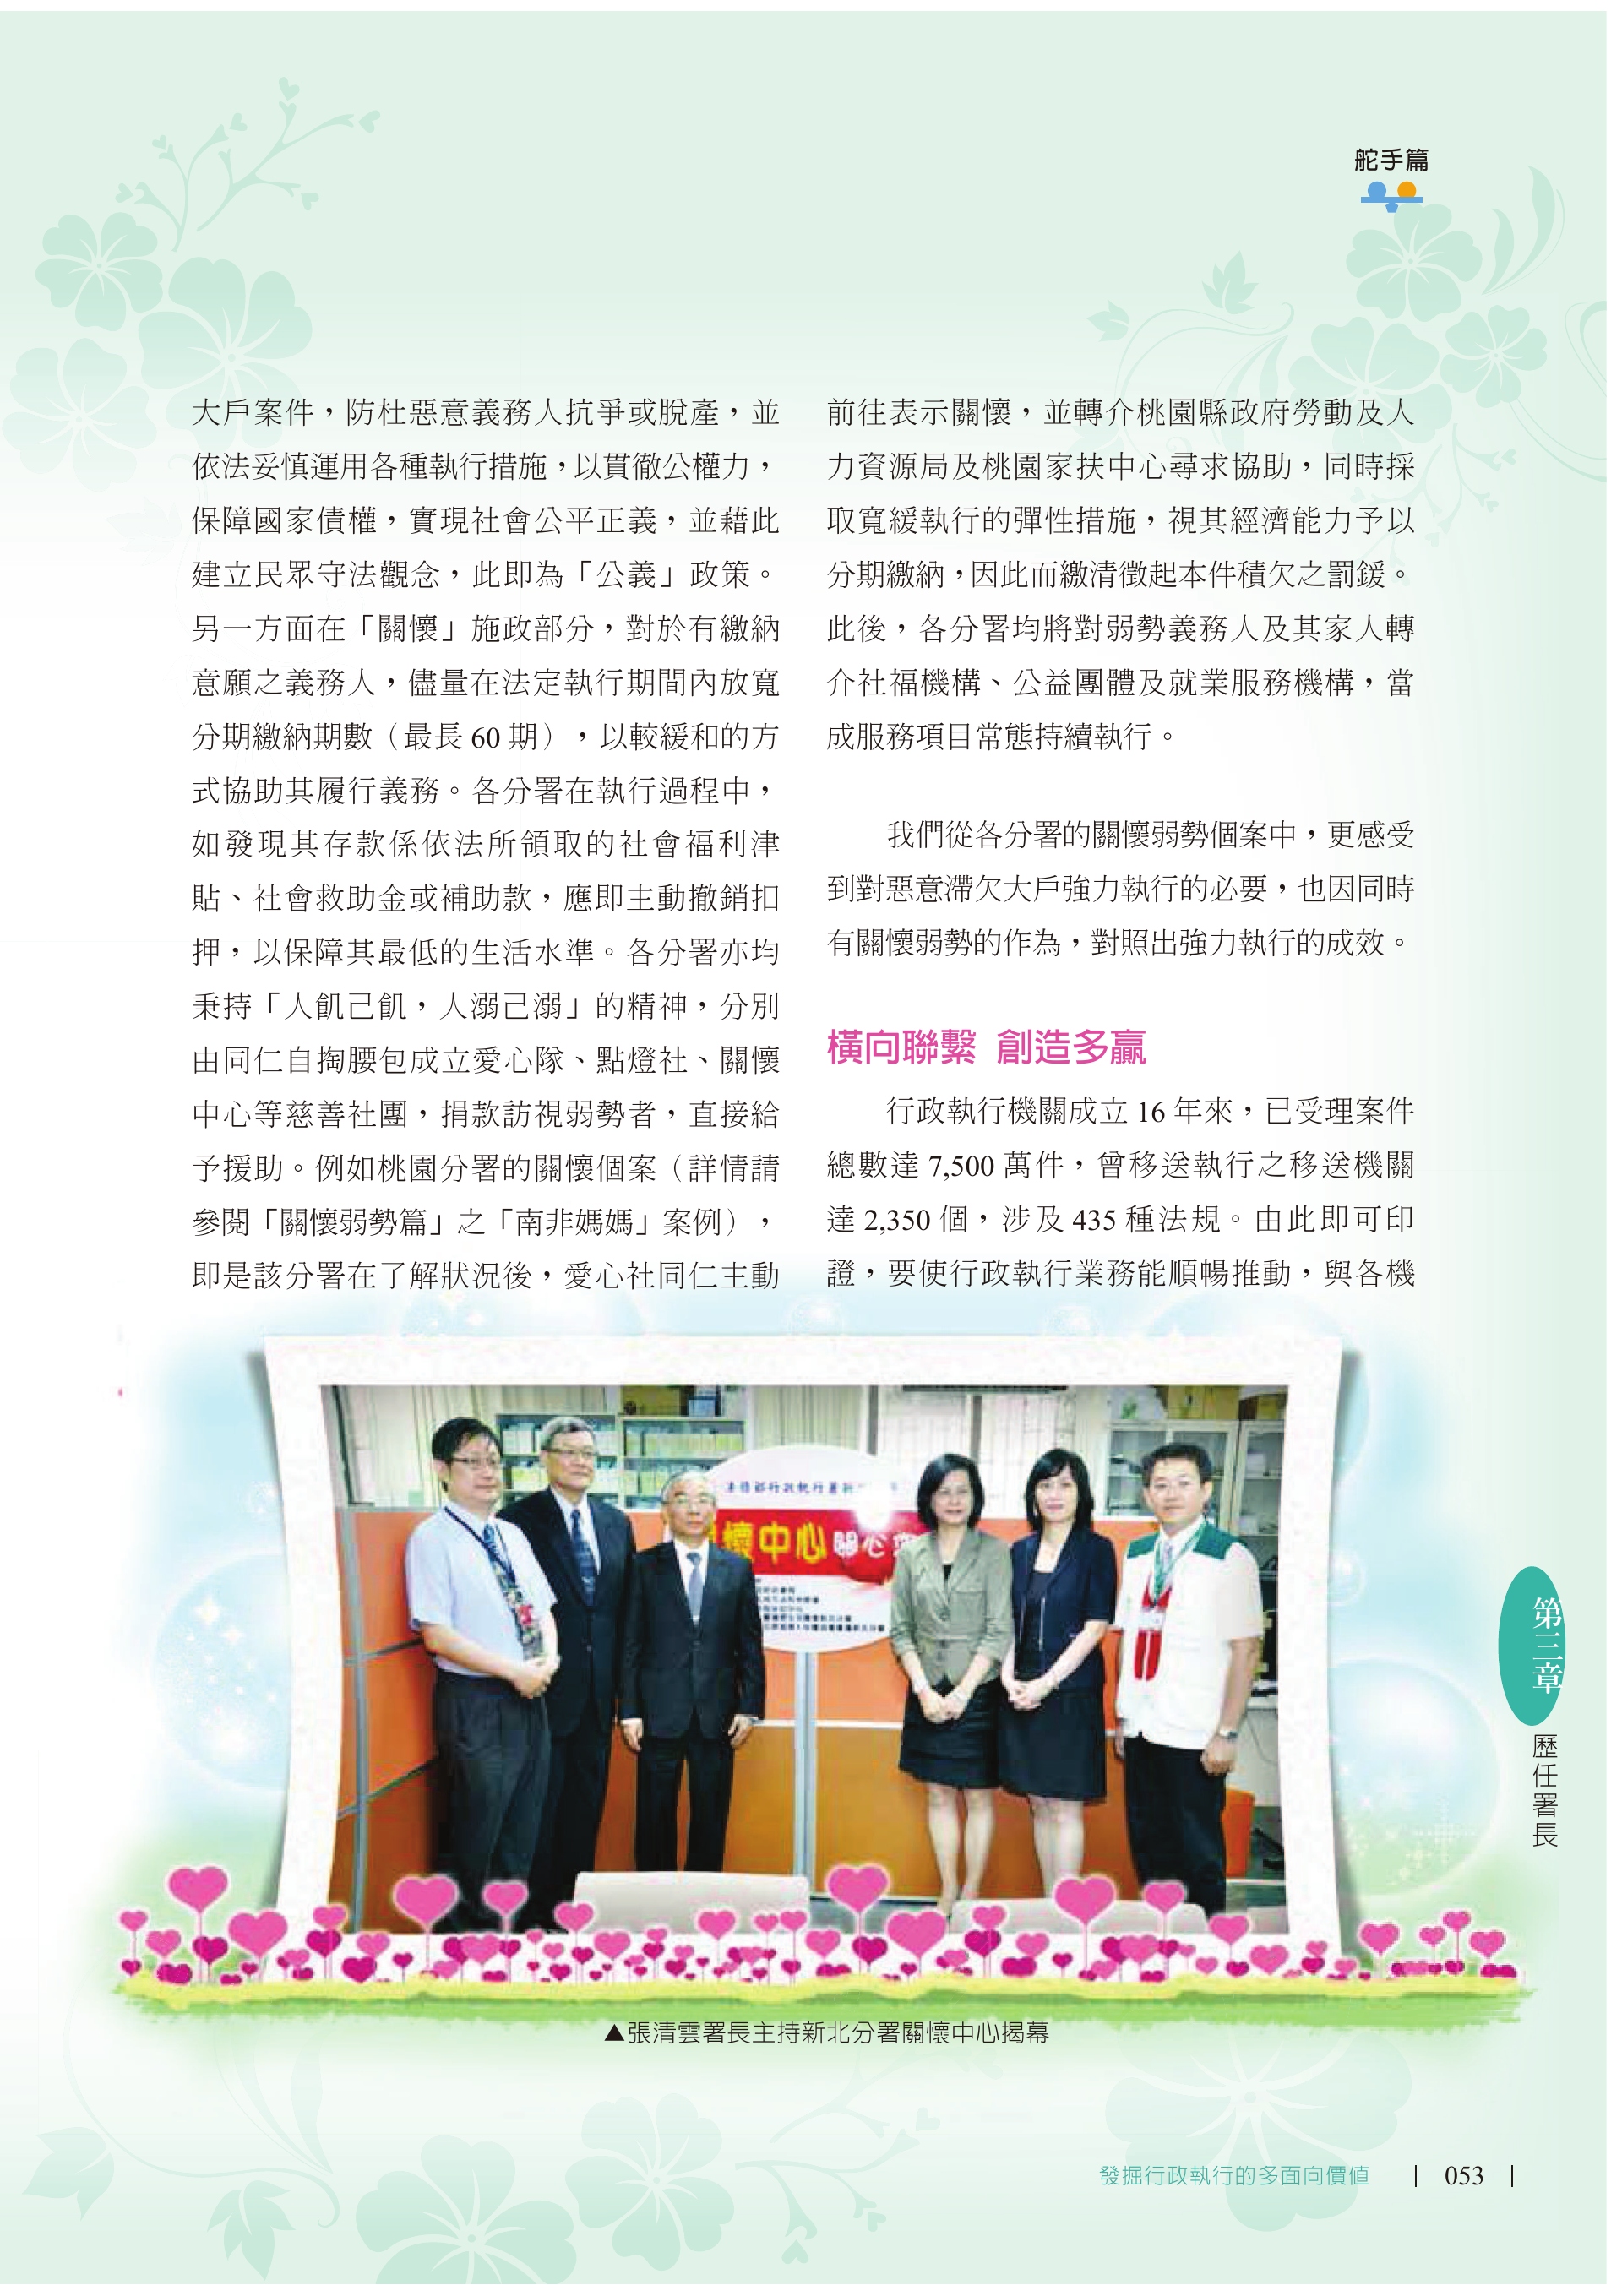 舵手篇
大戶案件，防杜惡意義務人抗爭或脫產，並
依法妥慎運用各種執行措施，以貫徹公權力，
保障國家債權，實現社會公平正義，並藉此
建立民眾守法觀念，此即為「公義」政策。
另一方面在「關懷」施政部分，對於有繳納
意願之義務人，儘量在法定執行期間內放寬
分期繳納期數（最長 60 期），以較緩和的方
式協助其履行義務。各分署在執行過程中，
如發現其存款係依法所領取的社會福利津
貼、社會救助金或補助款，應即主動撤銷扣
押，以保障其最低的生活水準。各分署亦均
秉持「人飢己飢，人溺己溺」的精神，分別
由同仁自掏腰包成立愛心隊、點燈社、關懷
中心等慈善社團，捐款訪視弱勢者，直接給
予援助。例如桃園分署的關懷個案（詳情請
參閱「關懷弱勢篇」之「南非媽媽」案例），
即是該分署在了解狀況後，愛心社同仁主動
前往表示關懷，並轉介桃園縣政府勞動及人
力資源局及桃園家扶中心尋求協助，同時採
取寬緩執行的彈性措施，視其經濟能力予以
分期繳納，因此而繳清徵起本件積欠之罰鍰。
此後，各分署均將對弱勢義務人及其家人轉
介社福機構、公益團體及就業服務機構，當
成服務項目常態持續執行。
我們從各分署的關懷弱勢個案中，更感受
到對惡意滯欠大戶強力執行的必要，也因同時
有關懷弱勢的作為，對照出強力執行的成效。
橫向聯繫 創造多贏
行政執行機關成立 16 年來，已受理案件
總數達 7,500 萬件，曾移送執行之移送機關
達 2,350 個，涉及 435 種法規。由此即可印
證，要使行政執行業務能順暢推動，與各機
法務部行政執行署新
懷中心 關心
▲張清雲署長主持新北分署關懷中心揭幕
第三章
歷任署長
發掘行政執行的多面向價值 | 053 |